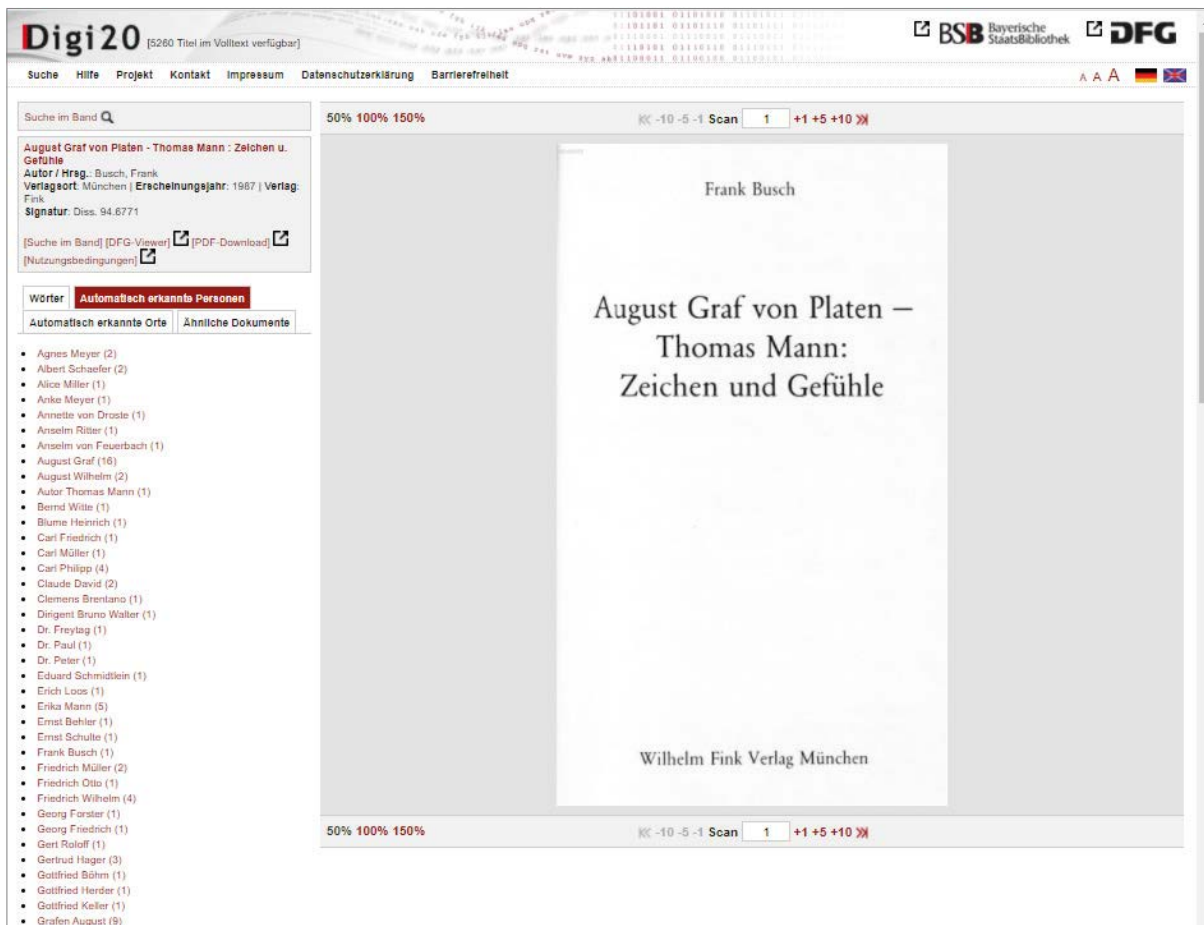 Digi20 [5260 Titel im Volltext verfügbar]
BSB Bayerische StaatsBibliothek
DFG
Suche Hilfe Projekt Kontakt Impressum Datenschutzerklärung Barrierefreiheit
A A A
Suche im Band
August Graf von Platen - Thomas Mann : Zeichen u.
Gefühle
Autor / Hrsg.: Busch, Frank
Verlagsort: München | Erscheinungsjahr: 1987 | Verlag:
Fink
Signatur: Diss. 94.6771
[Suche im Band] [DFG-Viewer] [PDF-Download]
[Nutzungsbedingungen]
Wörter Automatisch erkannte Personen
Automatisch erkannte Orte Ähnliche Dokumente
Agnes Meyer (2)
Albert Schaefer (2)
Alice Miller (1)
Anke Meyer (1)
Annette von Droste (1)
Anselm Ritter (1)
Anselm von Feuerbach (1)
August Graf (16)
August Wilhelm (2)
Autor Thomas Mann (1)
Bernd Witte (1)
Blume Heinrich (1)
Carl Friedrich (1)
Carl Müller (1)
Carl Philipp (4)
Claude David (2)
Clemens Brentano (1)
Dirigent Bruno Walter (1)
Dr. Freytag (1)
Dr. Paul (1)
Dr. Peter (1)
Eduard Schmidtlein (1)
Erich Loos (1)
Erika Mann (5)
Ernst Behler (1)
Ernst Schulte (1)
Frank Busch (1)
Friedrich Müller (2)
Friedrich Otto (1)
Friedrich Wilhelm (4)
Georg Forster (1)
Georg Friedrich (1)
Gert Roloff (1)
Gertrud Hager (3)
Gottfried Böhm (1)
Gottfried Herder (1)
Gottfried Keller (1)
Grafen August (9)
50% 100% 150%
-10 -5 -1 Scan 1 +1 +5 +10
Frank Busch
August Graf von Platen –
Thomas Mann:
Zeichen und Gefühle
Wilhelm Fink Verlag München
50% 100% 150%
-10 -5 -1 Scan 1 +1 +5 +10